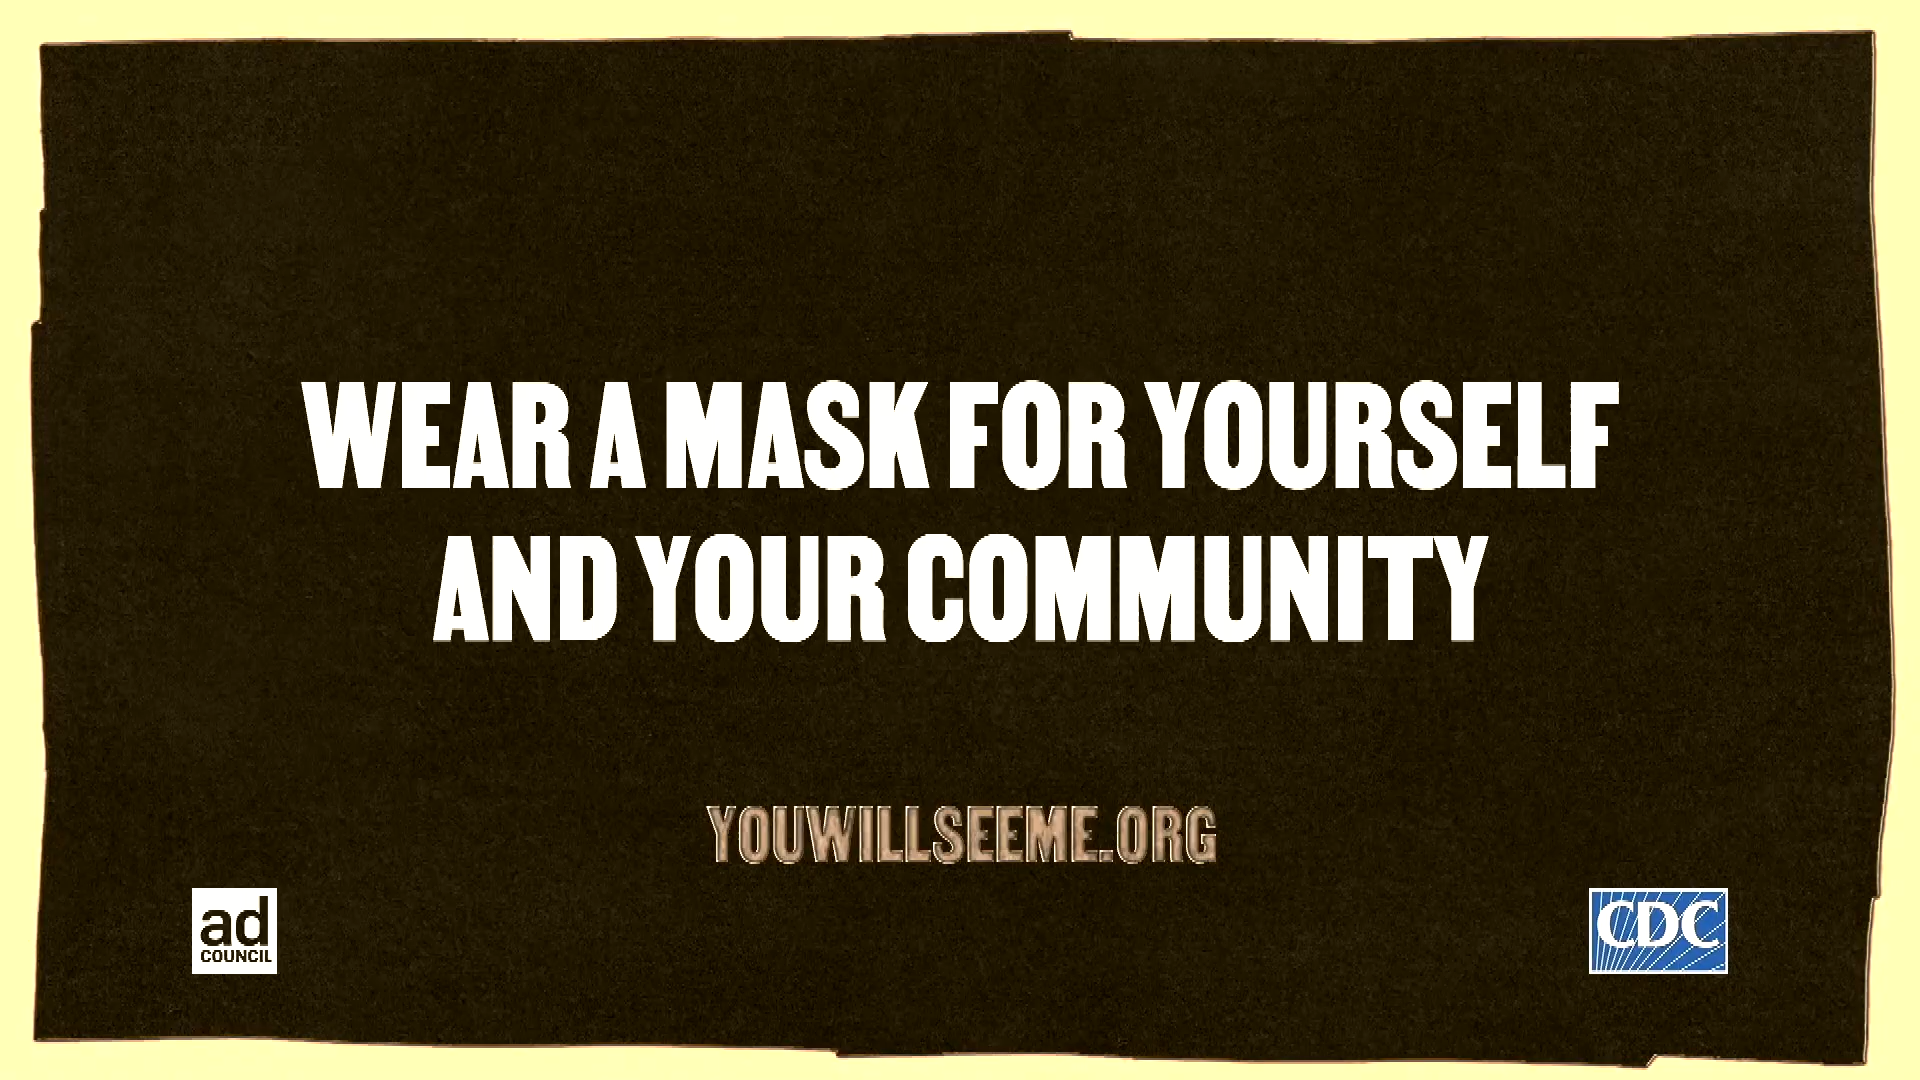 WEAR A MASK FOR YOURSELF
AND YOUR COMMUNITY
YOUWILLSEEME.ORG
ad
COUNCIL
CDC